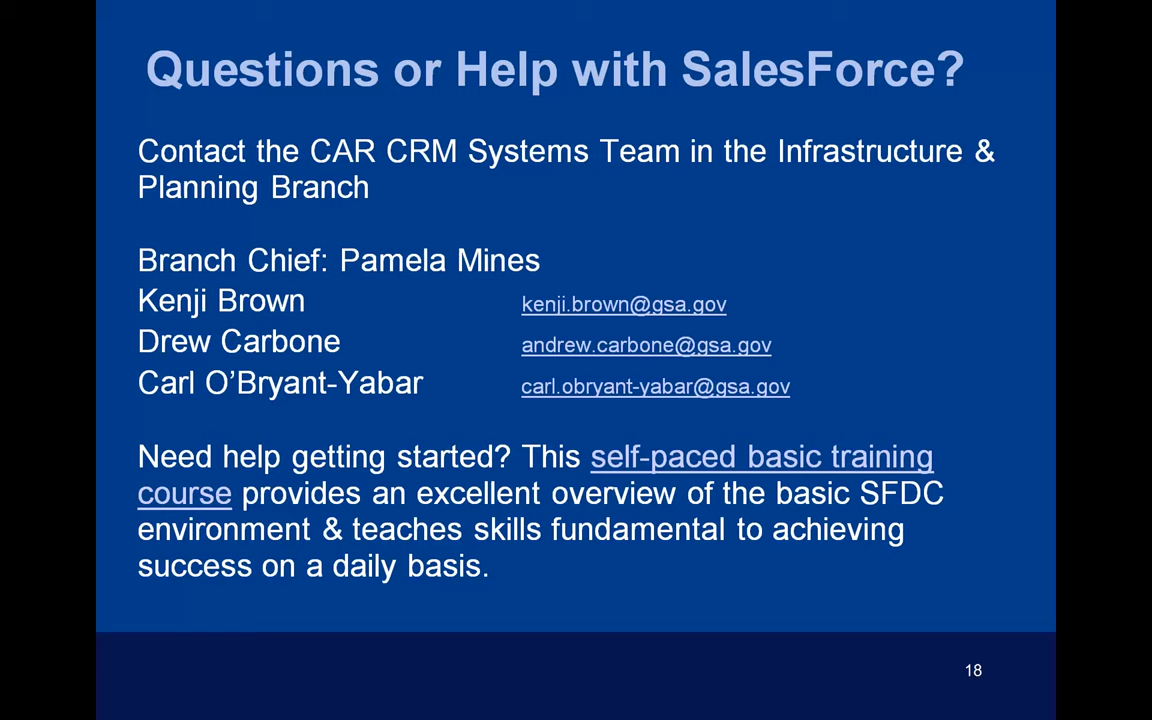 Questions or Help with SalesForce?
Contact the CAR CRM Systems Team in the Infrastructure &
Planning Branch
Branch Chief: Pamela Mines
Kenji Brown kenji.brown@gsa.gov
Drew Carbone andrew.carbone@gsa.gov
Carl O’Bryant-Yabar carl.obryant-yabar@gsa.gov
Need help getting started? This self-paced basic training
course provides an excellent overview of the basic SFDC
environment & teaches skills fundamental to achieving
success on a daily basis.
18